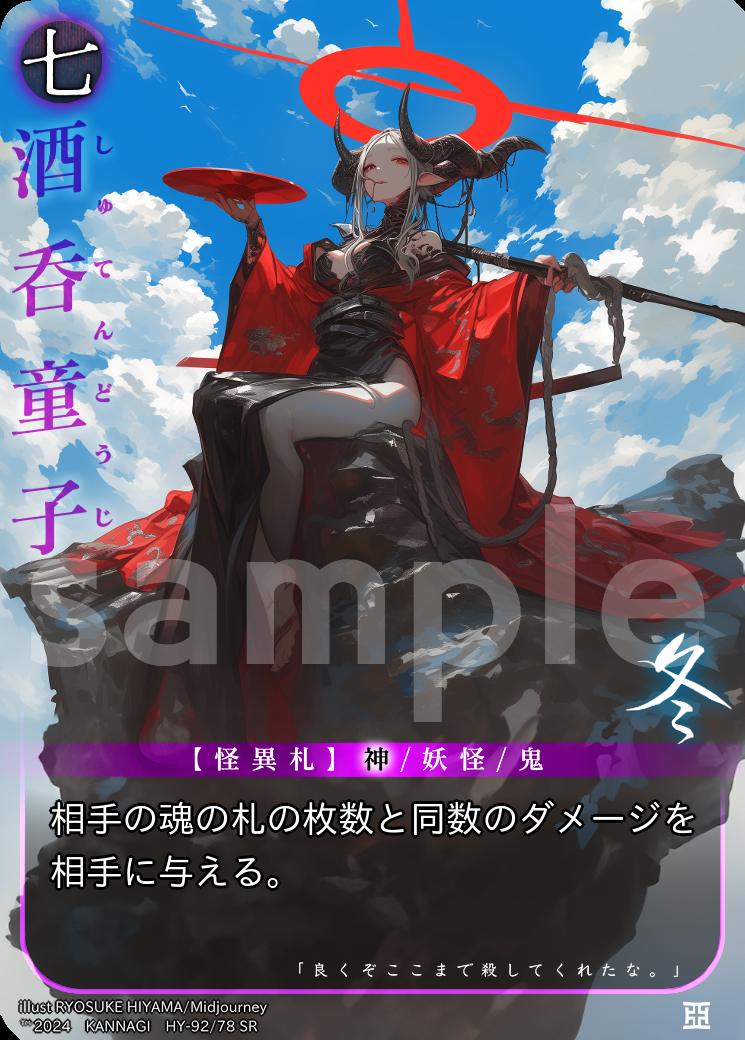 七
酒呑童子
しゅてんどうじ
sample
冬
【怪異札】 神/妖怪/鬼
相手の魂の札の枚数と同数のダメージを
相手に与える。
「良くぞここまで殺してくれたな。」
illust RYOSUKE HIYAMA/Midjourney
™2024 KANNAGI HY-92/78 SR